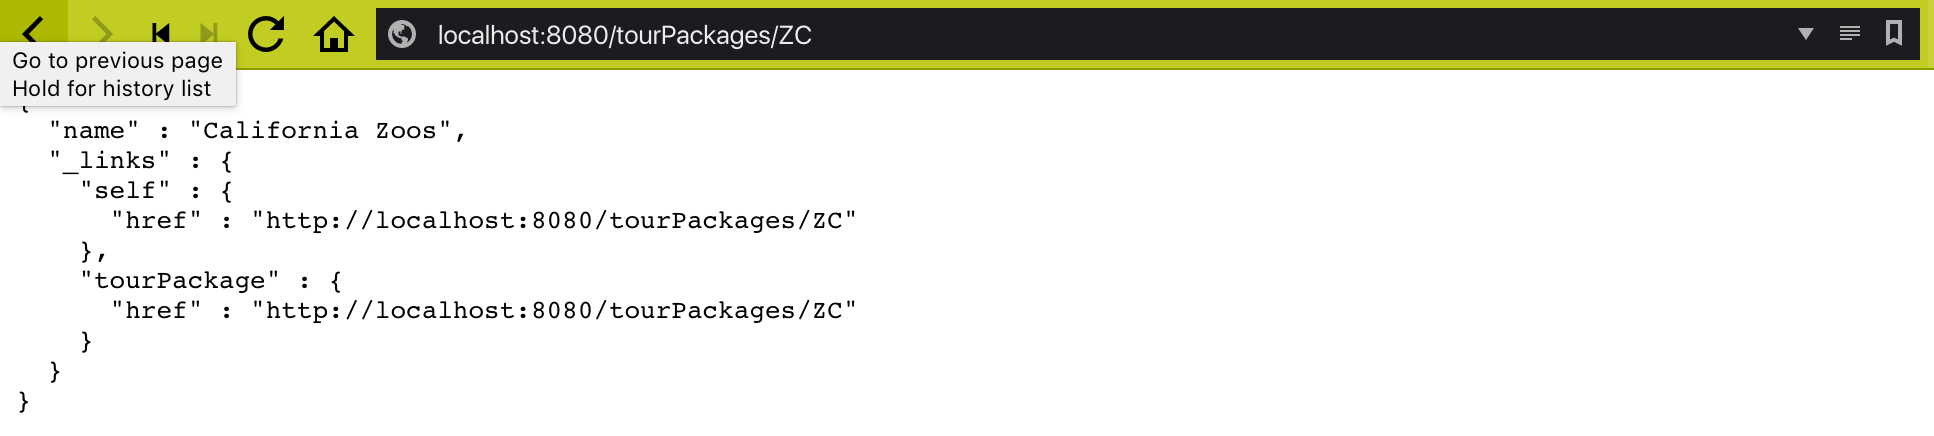 localhost:8080/tourPackages/ZC
Go to previous page
Hold for history list
"name" : "California Zoos",
"_links" : {
"self" : {
"href" : "http://localhost:8080/tourPackages/ZC"
},
"tourPackage" : {
"href" : "http://localhost:8080/tourPackages/ZC"
}
}
}